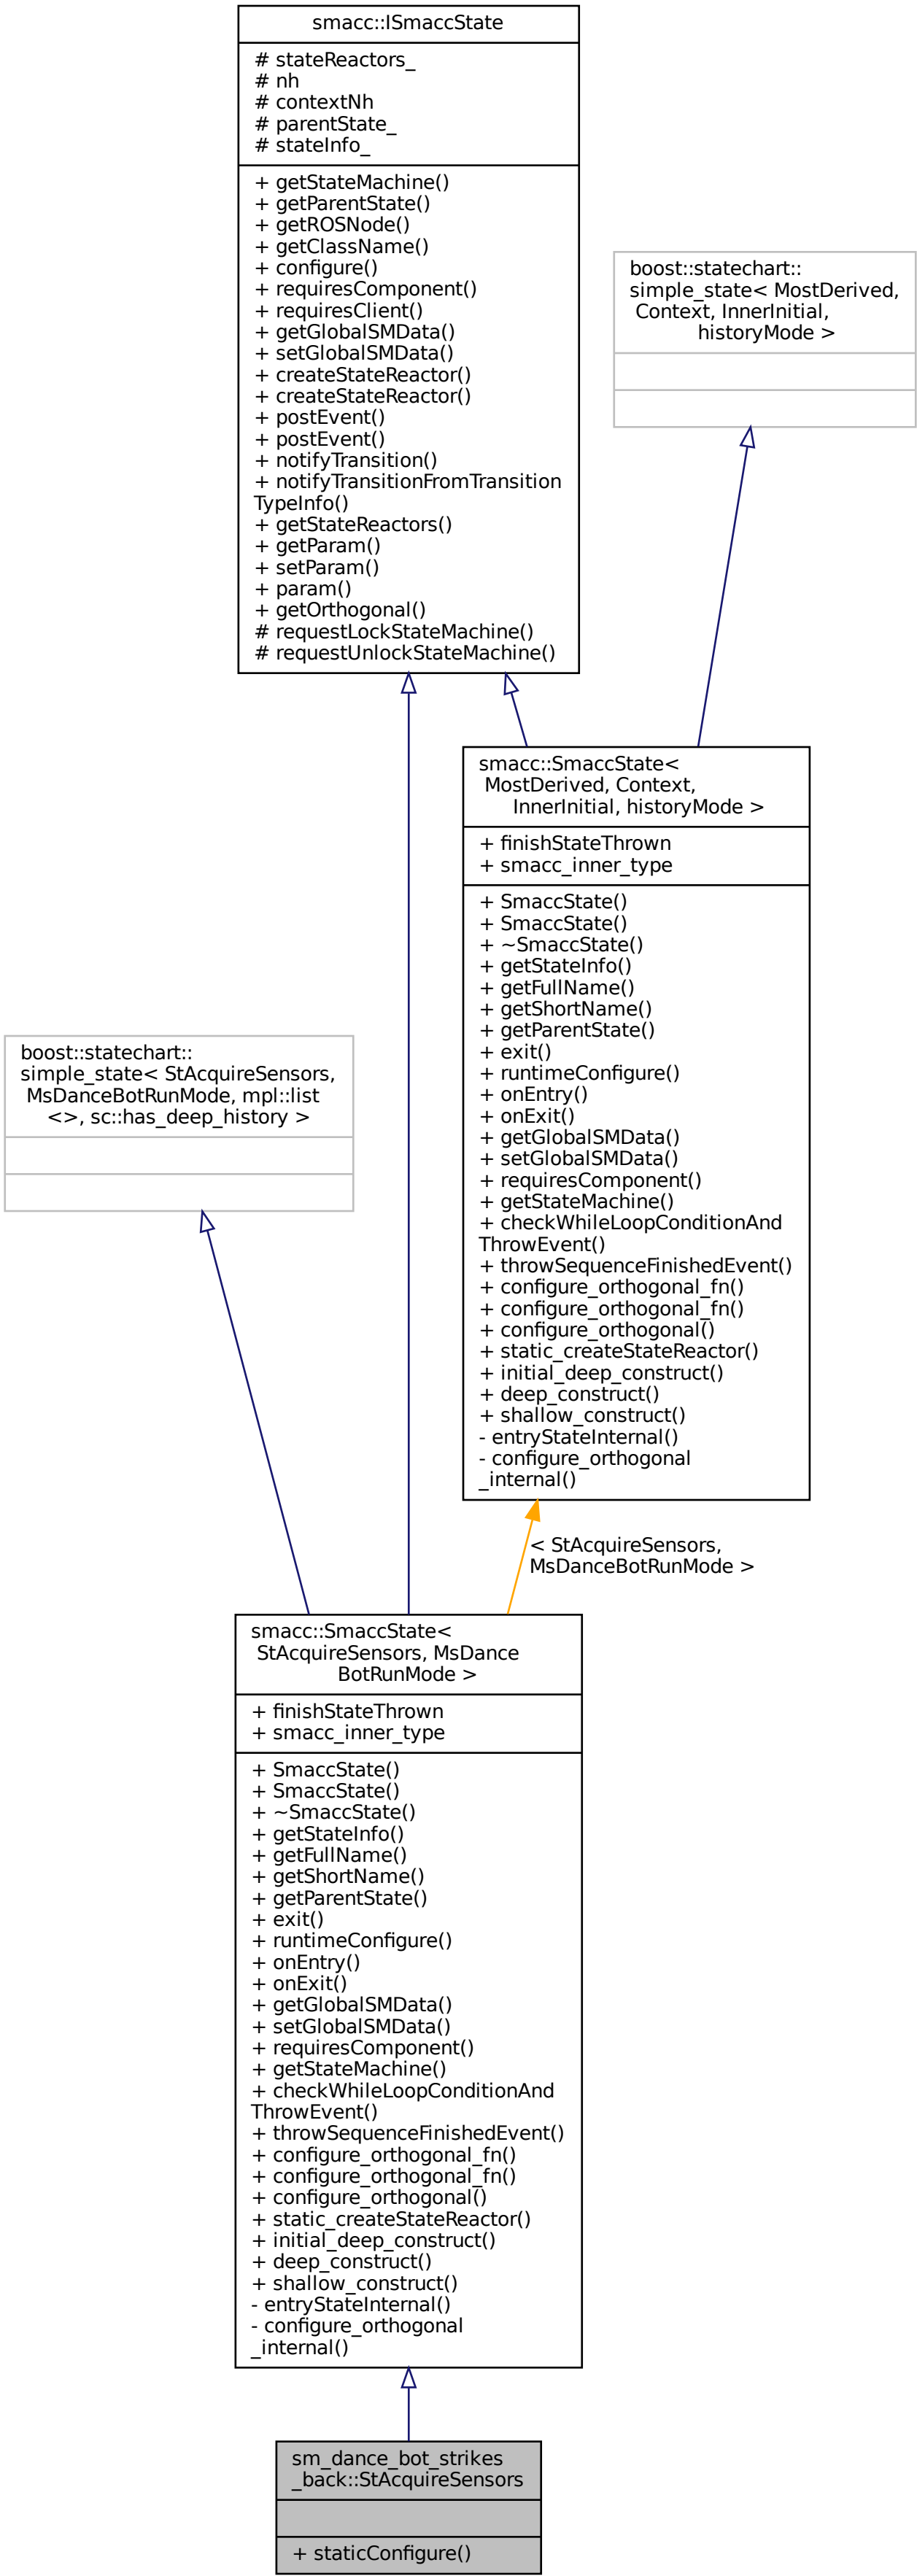 smacc::ISmaccState
# stateReactors_
# nh
# contextNh
# parentState_
# stateInfo_
+ getStateMachine()
+ getParentState()
+ getROSNode()
+ getClassName()
+ configure()
+ requiresComponent()
+ requiresClient()
+ getGlobalSMData()
+ setGlobalSMData()
+ createStateReactor()
+ createStateReactor()
+ postEvent()
+ postEvent()
+ notifyTransition()
+ notifyTransitionFromTransition
TypeInfo()
+ getStateReactors()
+ getParam()
+ setParam()
+ param()
+ getOrthogonal()
# requestLockStateMachine()
# requestUnlockStateMachine()
boost::statechart::
simple_state< MostDerived,
Context, InnerInitial,
historyMode >
smacc::SmaccState<
MostDerived, Context,
InnerInitial, historyMode >
+ finishStateThrown
+ smacc_inner_type
+ SmaccState()
+ SmaccState()
+ ~SmaccState()
+ getStateInfo()
+ getFullName()
+ getShortName()
+ getParentState()
+ exit()
+ runtimeConfigure()
+ onEntry()
+ onExit()
+ getGlobalSMData()
+ setGlobalSMData()
+ requiresComponent()
+ getStateMachine()
+ checkWhileLoopConditionAnd
ThrowEvent()
+ throwSequenceFinishedEvent()
+ configure_orthogonal_fn()
+ configure_orthogonal_fn()
+ configure_orthogonal()
+ static_createStateReactor()
+ initial_deep_construct()
+ deep_construct()
+ shallow_construct()
- entryStateInternal()
- configure_orthogonal
_internal()
boost::statechart::
simple_state< StAcquireSensors,
MsDanceBotRunMode, mpl::list
<>, sc::has_deep_history >
< StAcquireSensors,
MsDanceBotRunMode >
smacc::SmaccState<
StAcquireSensors, MsDance
BotRunMode >
+ finishStateThrown
+ smacc_inner_type
+ SmaccState()
+ SmaccState()
+ ~SmaccState()
+ getStateInfo()
+ getFullName()
+ getShortName()
+ getParentState()
+ exit()
+ runtimeConfigure()
+ onEntry()
+ onExit()
+ getGlobalSMData()
+ setGlobalSMData()
+ requiresComponent()
+ getStateMachine()
+ checkWhileLoopConditionAnd
ThrowEvent()
+ throwSequenceFinishedEvent()
+ configure_orthogonal_fn()
+ configure_orthogonal_fn()
+ configure_orthogonal()
+ static_createStateReactor()
+ initial_deep_construct()
+ deep_construct()
+ shallow_construct()
- entryStateInternal()
- configure_orthogonal
_internal()
sm_dance_bot_strikes
_back::StAcquireSensors
+ staticConfigure()